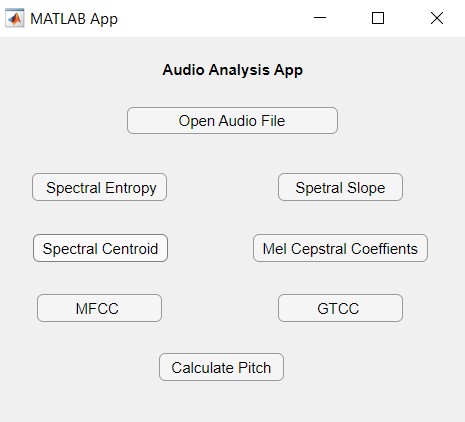 MATLAB App
Audio Analysis App
Open Audio File
Spectral Entropy
Spetral Slope
Spectral Centroid
Mel Cepstral Coeffients
MFCC
GTCC
Calculate Pitch